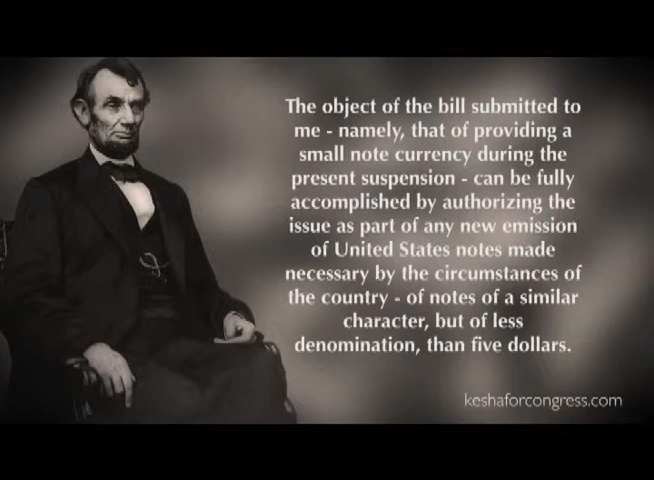 The object of the bill submitted to
me - namely, that of providing a
small note currency during the
present suspension - can be fully
accomplished by authorizing the
issue as part of any new emission
of United States notes made
necessary by the circumstances of
the country - of notes of a similar
character, but of less
denomination, than five dollars.
keshaforcongress.com